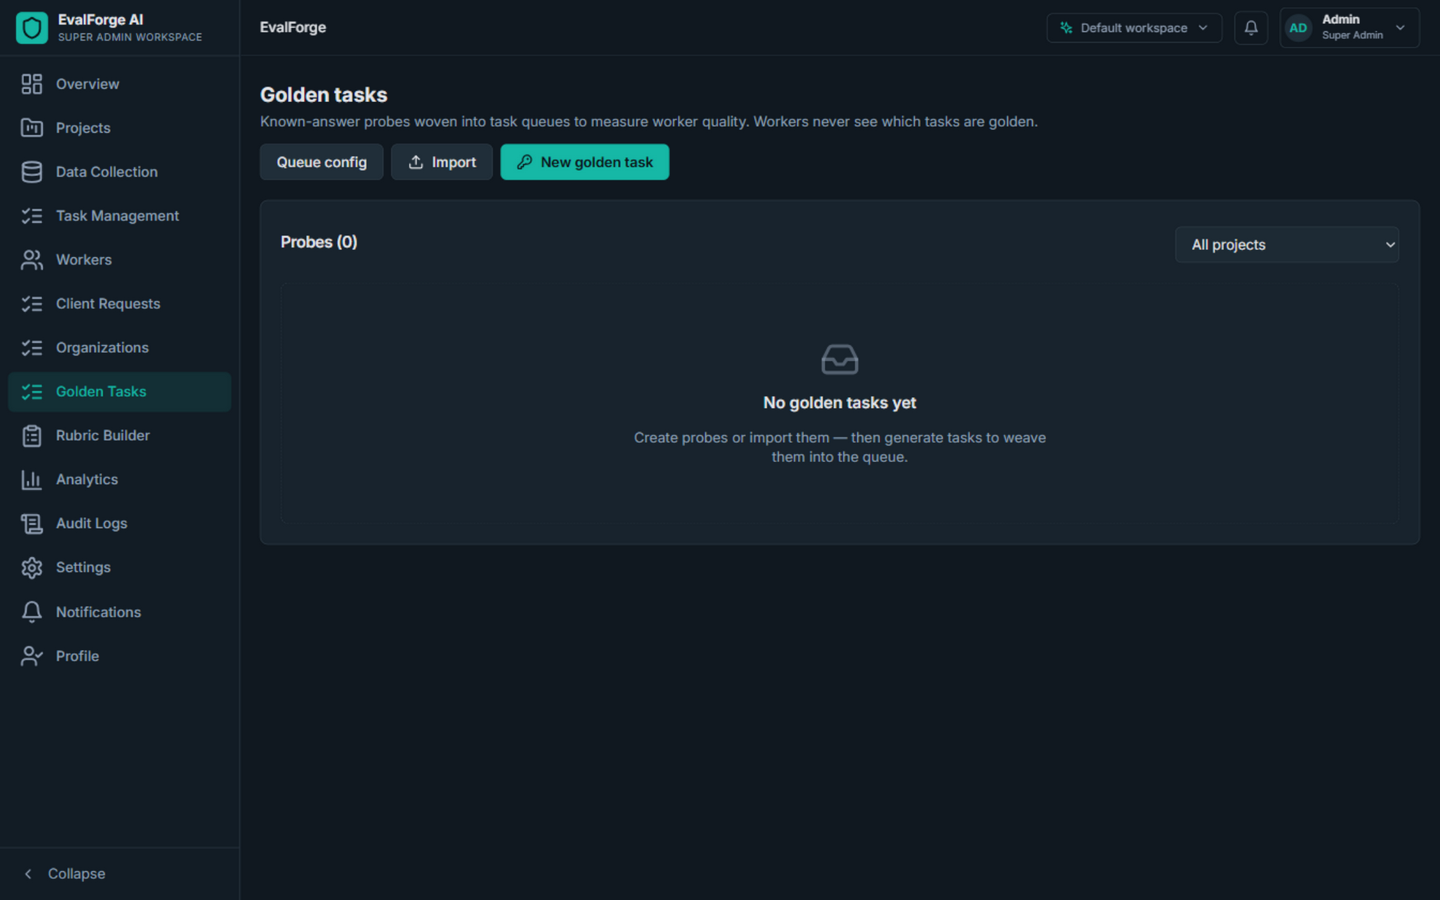 EvalForge AI
SUPER ADMIN WORKSPACE
Overview
Projects
Data Collection
Task Management
Workers
Client Requests
Organizations
Golden Tasks
Rubric Builder
Analytics
Audit Logs
Settings
Notifications
Profile
Collapse
EvalForge
Default workspace
AD
Admin
Super Admin
Golden tasks
Known-answer probes woven into task queues to measure worker quality. Workers never see which tasks are golden.
Queue config
Import
New golden task
Probes (0)
All projects
No golden tasks yet
Create probes or import them — then generate tasks to weave
them into the queue.